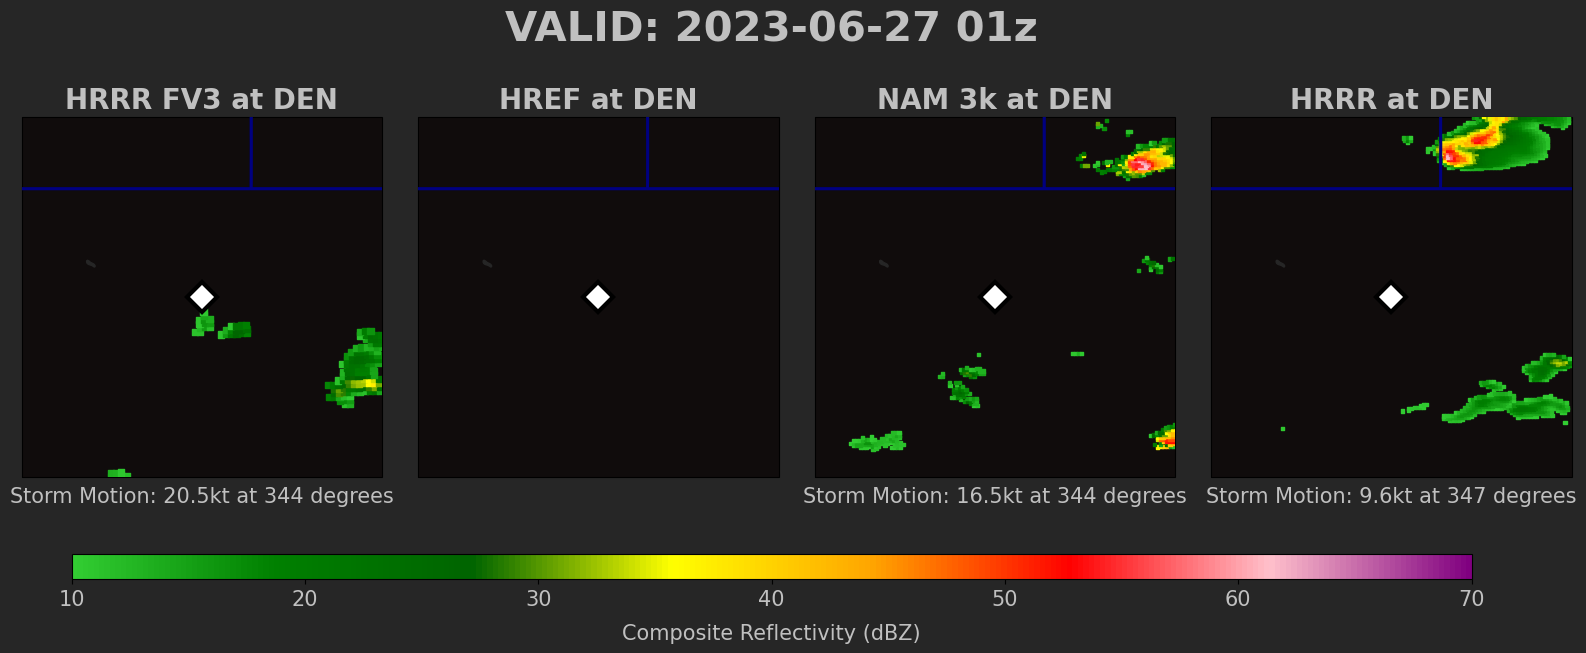 VALID: 2023-06-27 01z
HRRR FV3 at DEN
HREF at DEN
NAM 3k at DEN
HRRR at DEN
Storm Motion: 20.5kt at 344 degrees
Storm Motion: 16.5kt at 344 degrees
Storm Motion: 9.6kt at 347 degrees
10 20 30 40 50 60 70
Composite Reflectivity (dBZ)